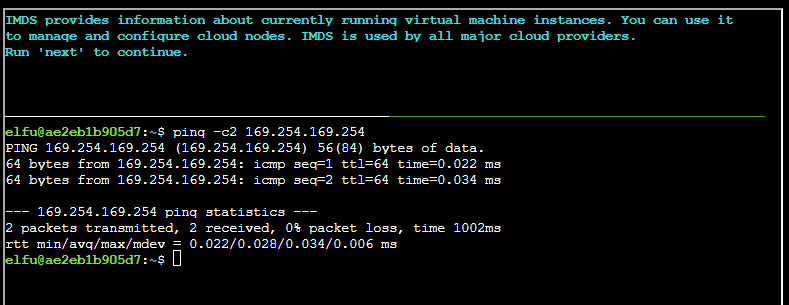 IMDS provides information about currently running virtual machine instances. You can use it
to manage and configure cloud nodes. IMDS is used by all major cloud providers.
Run 'next' to continue.
elfu@ae2eb1b905d7:~$ ping -c2 169.254.169.254
PING 169.254.169.254 (169.254.169.254) 56(84) bytes of data.
64 bytes from 169.254.169.254: icmp_seq=1 ttl=64 time=0.022 ms
64 bytes from 169.254.169.254: icmp_seq=2 ttl=64 time=0.034 ms
--- 169.254.169.254 ping statistics ---
2 packets transmitted, 2 received, 0% packet loss, time 1002ms
rtt min/avg/max/mdev = 0.022/0.028/0.034/0.006 ms
elfu@ae2eb1b905d7:~$